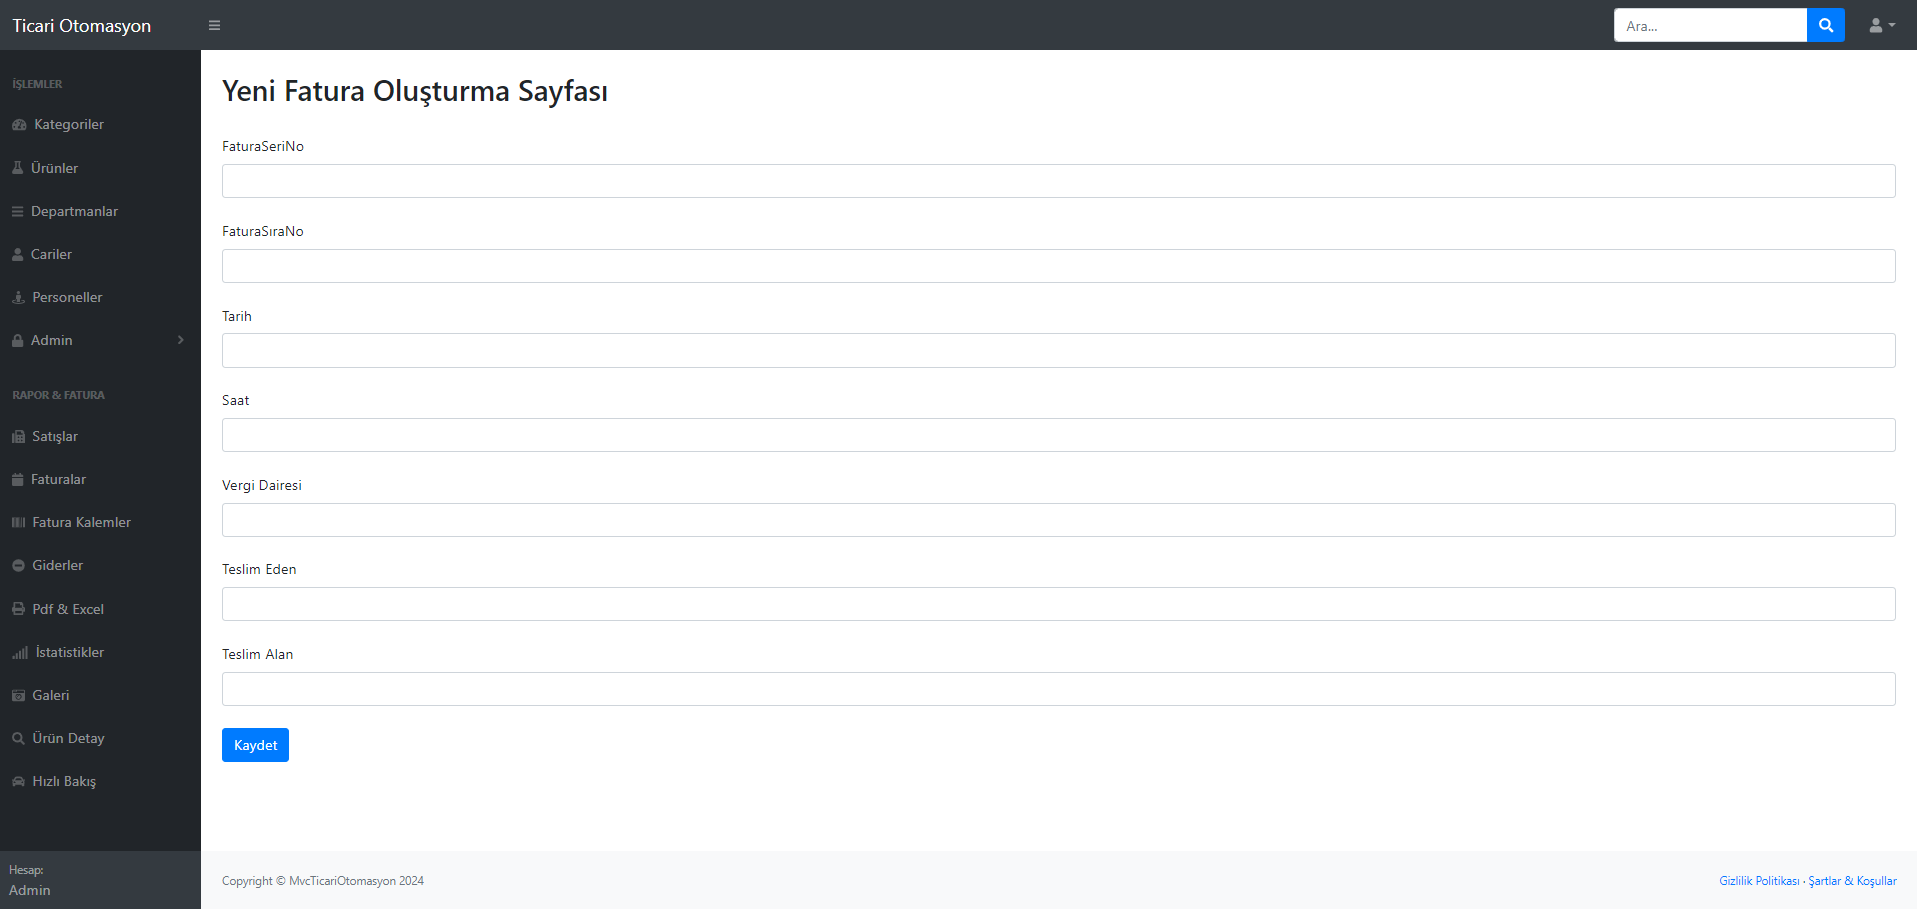 Ticari Otomasyon
Ara...
İŞLEMLER
Kategoriler
Ürünler
Departmanlar
Cariler
Personeller
Admin
RAPOR & FATURA
Satışlar
Faturalar
Fatura Kalemler
Giderler
Pdf & Excel
İstatistikler
Galeri
Ürün Detay
Hızlı Bakış
Hesap:
Admin
Yeni Fatura Oluşturma Sayfası
FaturaSeriNo
FaturaSıraNo
Tarih
Saat
Vergi Dairesi
Teslim Eden
Teslim Alan
Kaydet
Copyright © MvcTicariOtomasyon 2024
Gizlilik Politikası · Şartlar & Koşullar